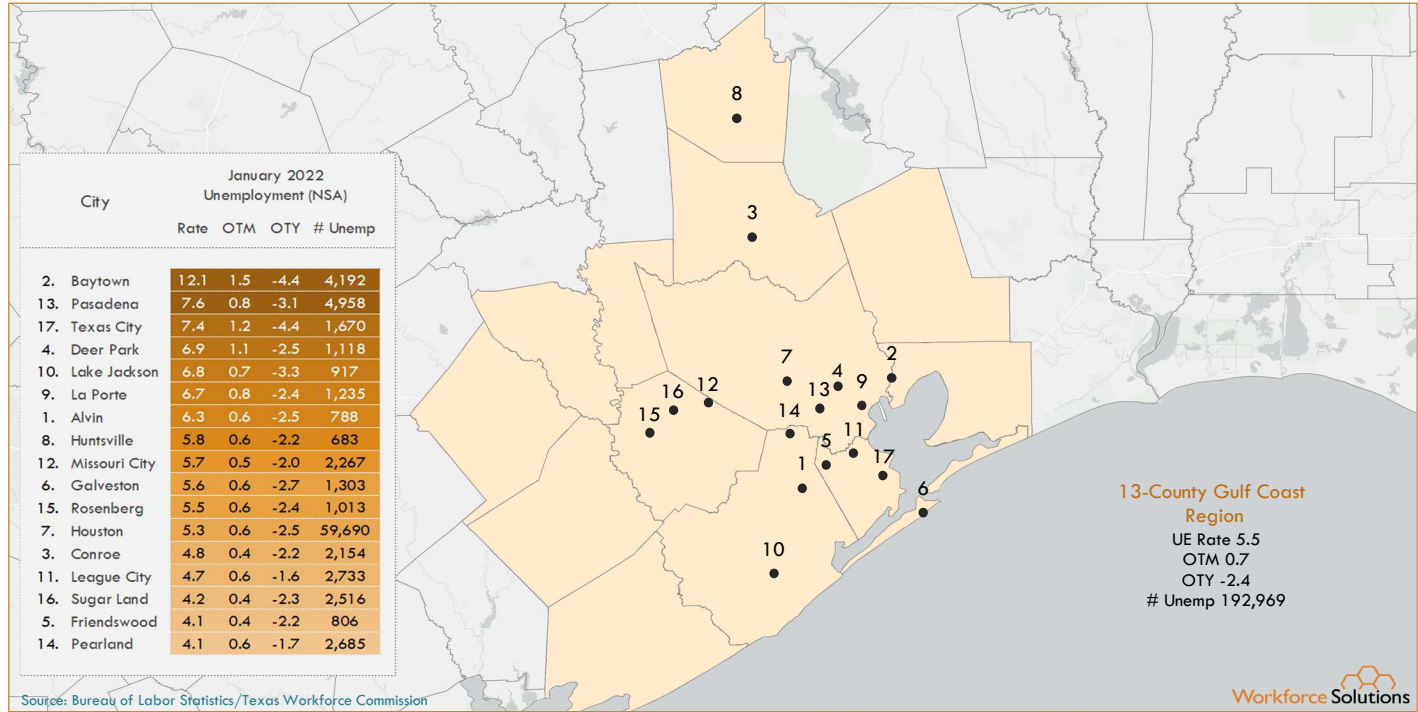 January 2022
Unemployment (NSA)
City
Rate OTM OTY # Unemp
2. Baytown 12.1 1.5 -4.4 4,192
13. Pasadena 7.6 0.8 -3.1 4,958
17. Texas City 7.4 1.2 -4.4 1,670
4. Deer Park 6.9 1.1 -2.5 1,118
10. Lake Jackson 6.8 0.7 -3.3 917
9. La Porte 6.7 0.8 -2.4 1,235
1. Alvin 6.3 0.6 -2.5 788
8. Huntsville 5.8 0.6 -2.2 683
12. Missouri City 5.7 0.5 -2.0 2,267
6. Galveston 5.6 0.6 -2.7 1,303
15. Rosenberg 5.5 0.6 -2.4 1,013
7. Houston 5.3 0.6 -2.5 59,690
3. Conroe 4.8 0.4 -2.2 2,154
11. League City 4.7 0.6 -1.6 2,733
16. Sugar Land 4.2 0.4 -2.3 2,516
5. Friendswood 4.1 0.4 -2.2 806
14. Pearland 4.1 0.6 -1.7 2,685
8
3
7
4
2
16
12
13
9
15
14
11
5
1
17
6
10
13-County Gulf Coast
Region
UE Rate 5.5
OTM 0.7
OTY -2.4
# Unemp 192,969
Source: Bureau of Labor Statistics/Texas Workforce Commission
Workforce Solutions